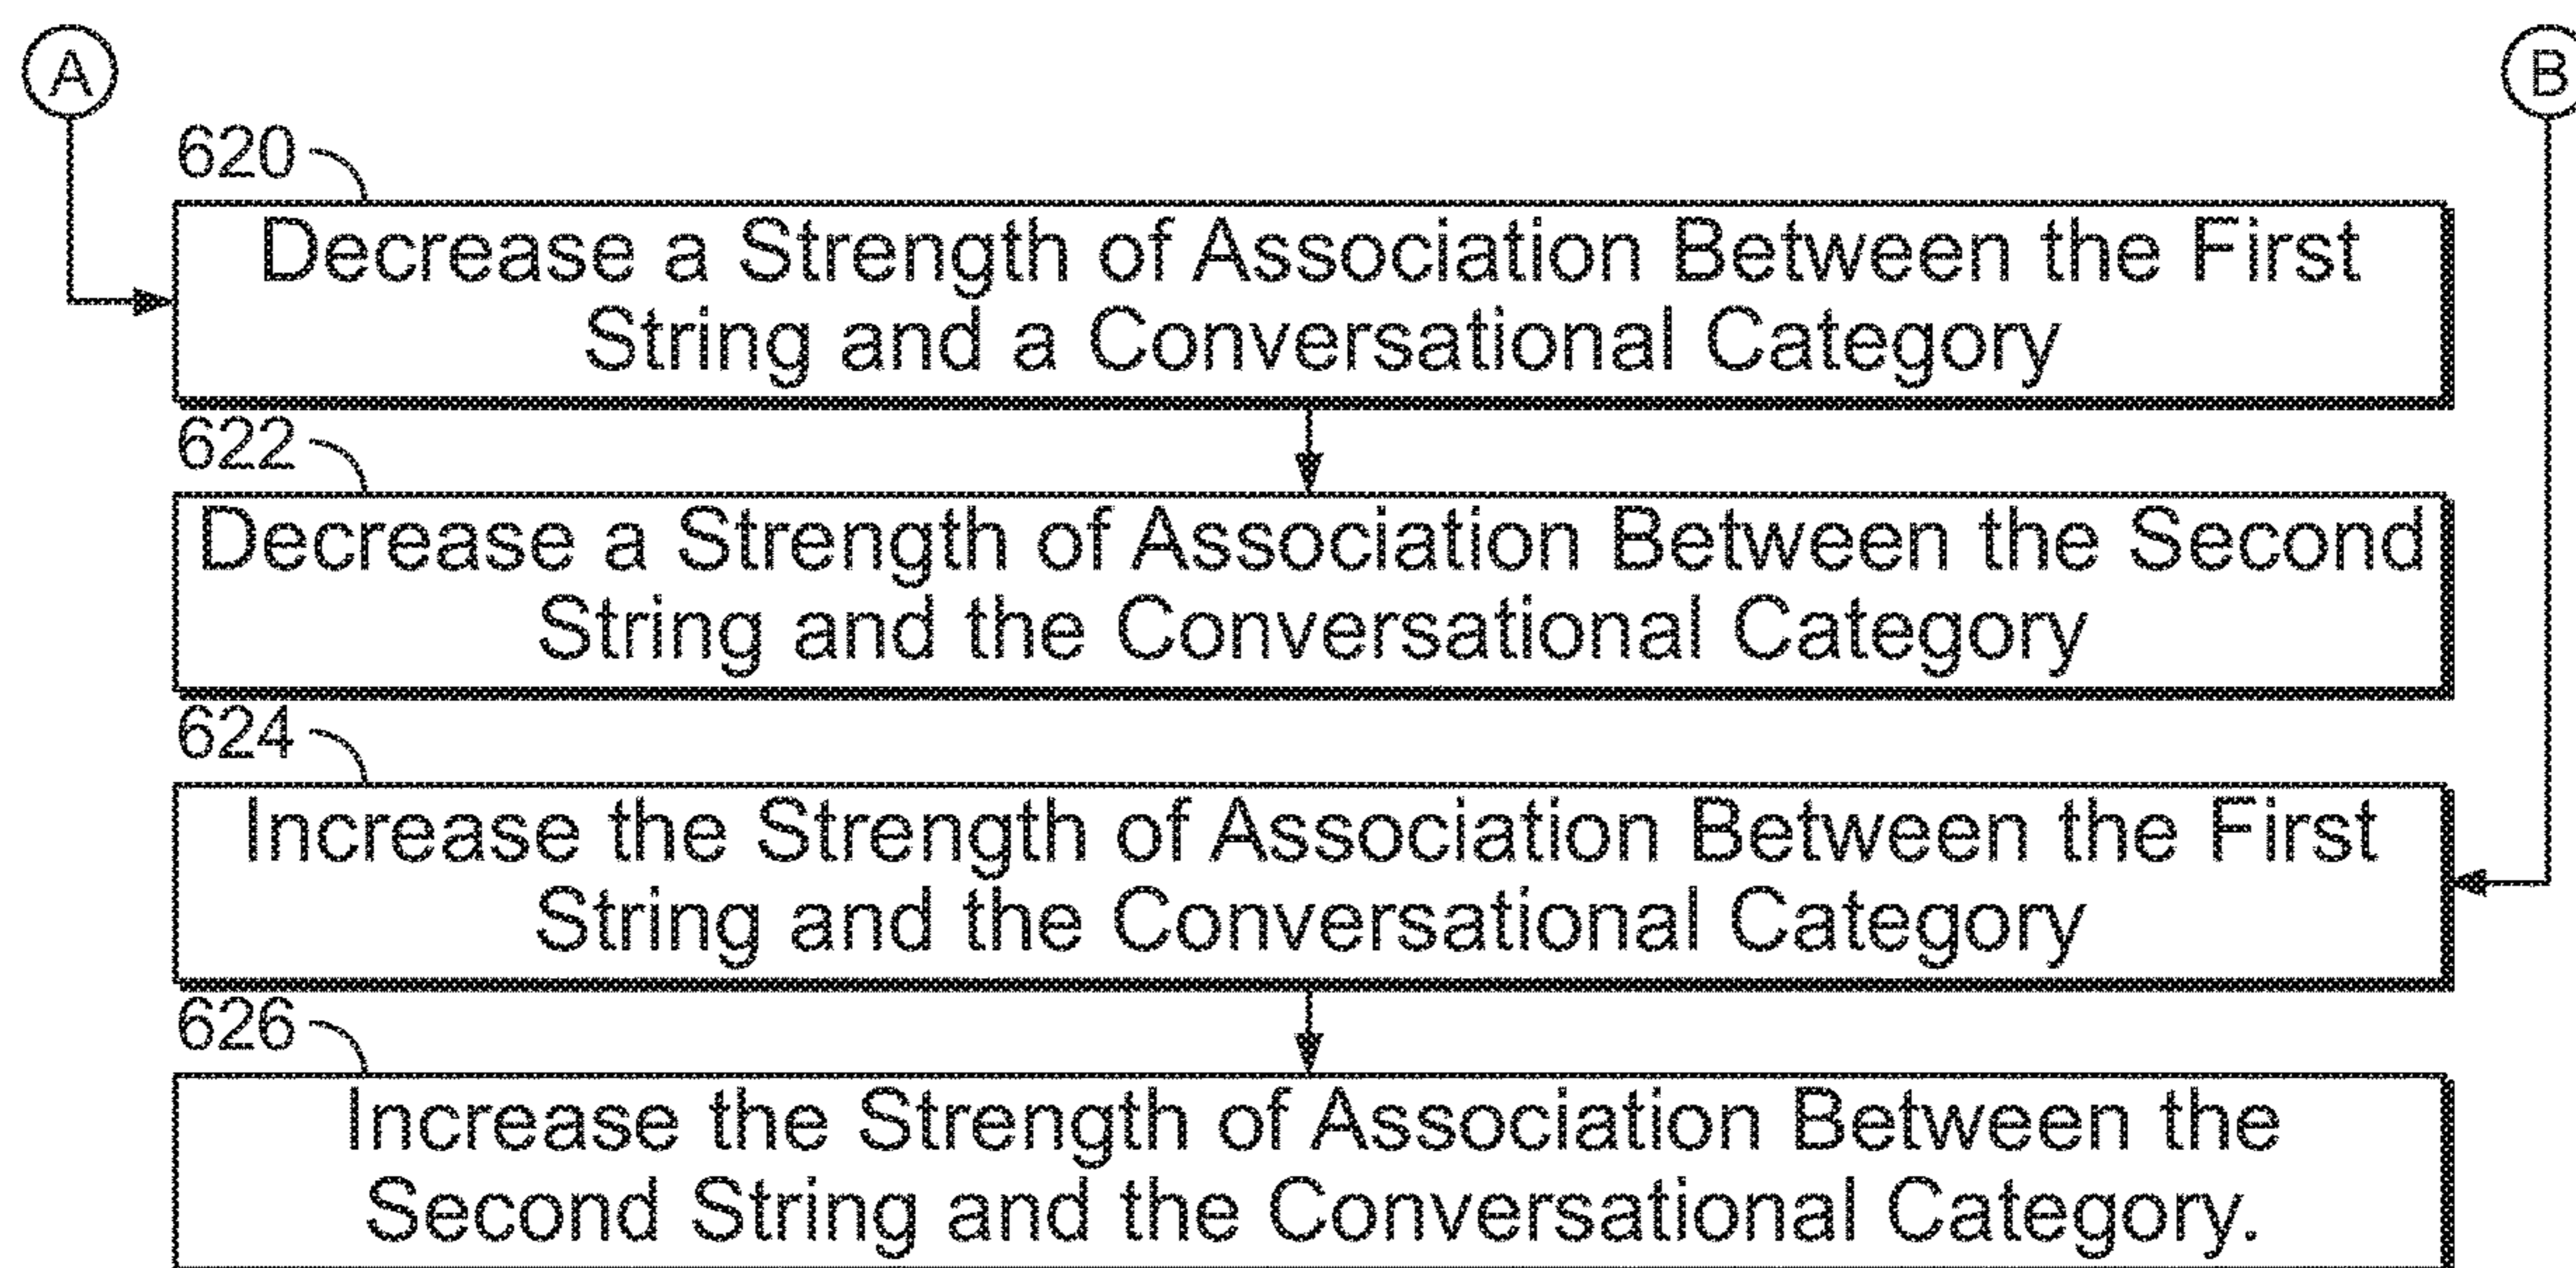 A
B
620
Decrease a Strength of Association Between the First
String and a Conversational Category
622
Decrease a Strength of Association Between the Second
String and the Conversational Category
624
Increase the Strength of Association Between the First
String and the Conversational Category
626
Increase the Strength of Association Between the
Second String and the Conversational Category.